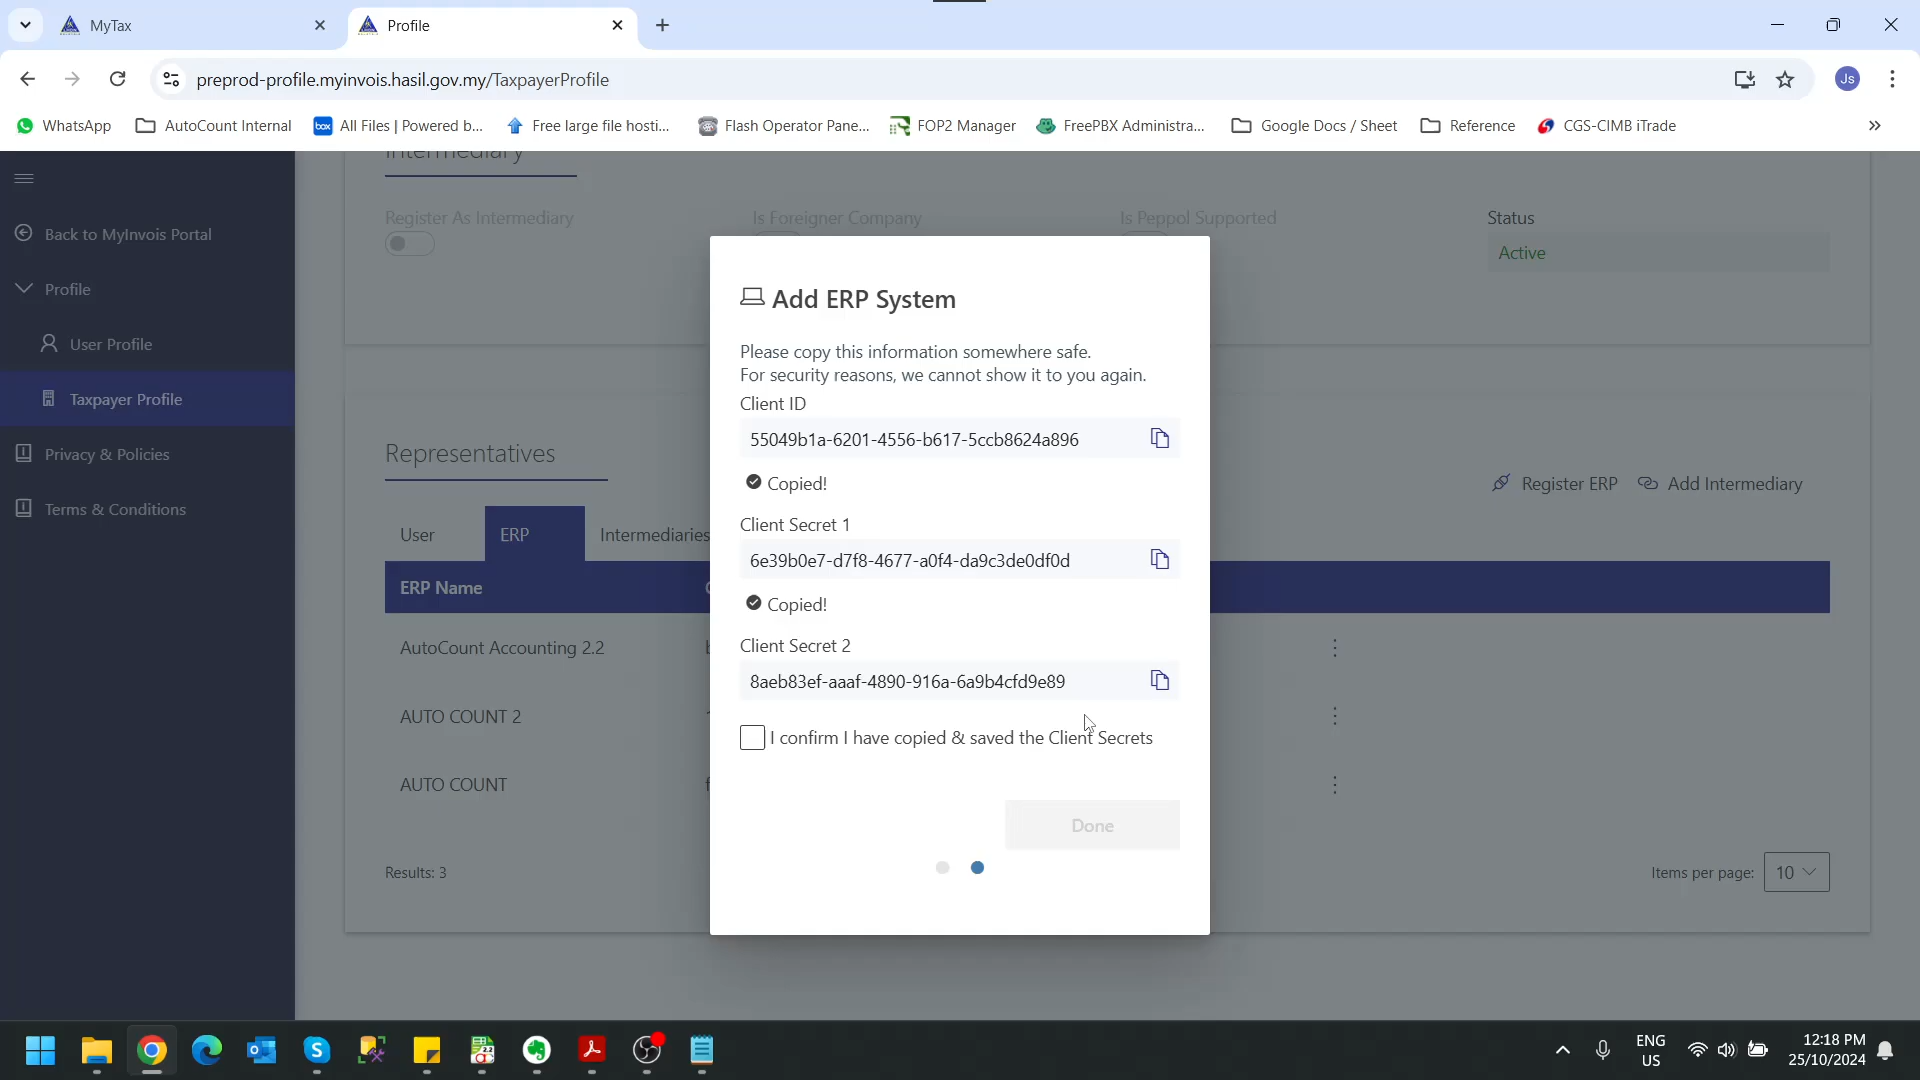 MyTax
Profile
preprod-profile.myinvois.hasil.gov.my/TaxpayerProfile
Js
WhatsApp
AutoCount Internal
box
All Files | Powered b...
Free large file hosti...
Flash Operator Pane...
FOP2 Manager
FreePBX Administra...
Google Docs / Sheet
Reference
CGS-CIMB iTrade
Back to MyInvois Portal
Profile
User Profile
Taxpayer Profile
Privacy & Policies
Terms & Conditions
Intermediary
Register As Intermediary
Is Foreigner Company
Is Peppol Supported
Status
Active
Representatives
Register ERP
Add Intermediary
User
ERP
Intermediaries
ERP Name
AutoCount Accounting 2.2
AUTO COUNT 2
AUTO COUNT
Results: 3
Items per page:
10
Add ERP System
Please copy this information somewhere safe.
For security reasons, we cannot show it to you again.
Client ID
55049b1a-6201-4556-b617-5ccb8624a896
Copied!
Client Secret 1
6e39b0e7-d7f8-4677-a0f4-da9c3de0df0d
Copied!
Client Secret 2
8aeb83ef-aaaf-4890-916a-6a9b4cfd9e89
I confirm I have copied & saved the Client Secrets
Done
ENG
US
12:18 PM
25/10/2024